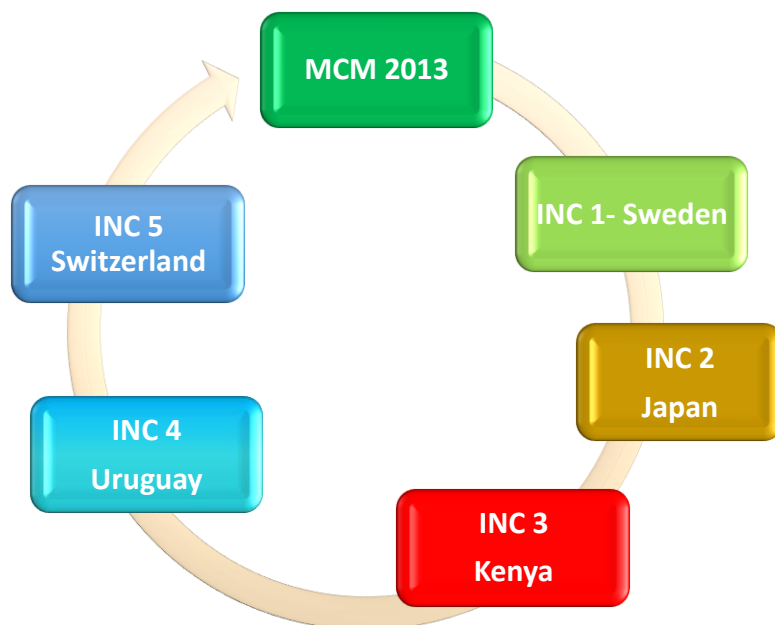 MCM 2013
INC 1- Sweden
INC 2
Japan
INC 3
Kenya
INC 4
Uruguay
INC 5
Switzerland